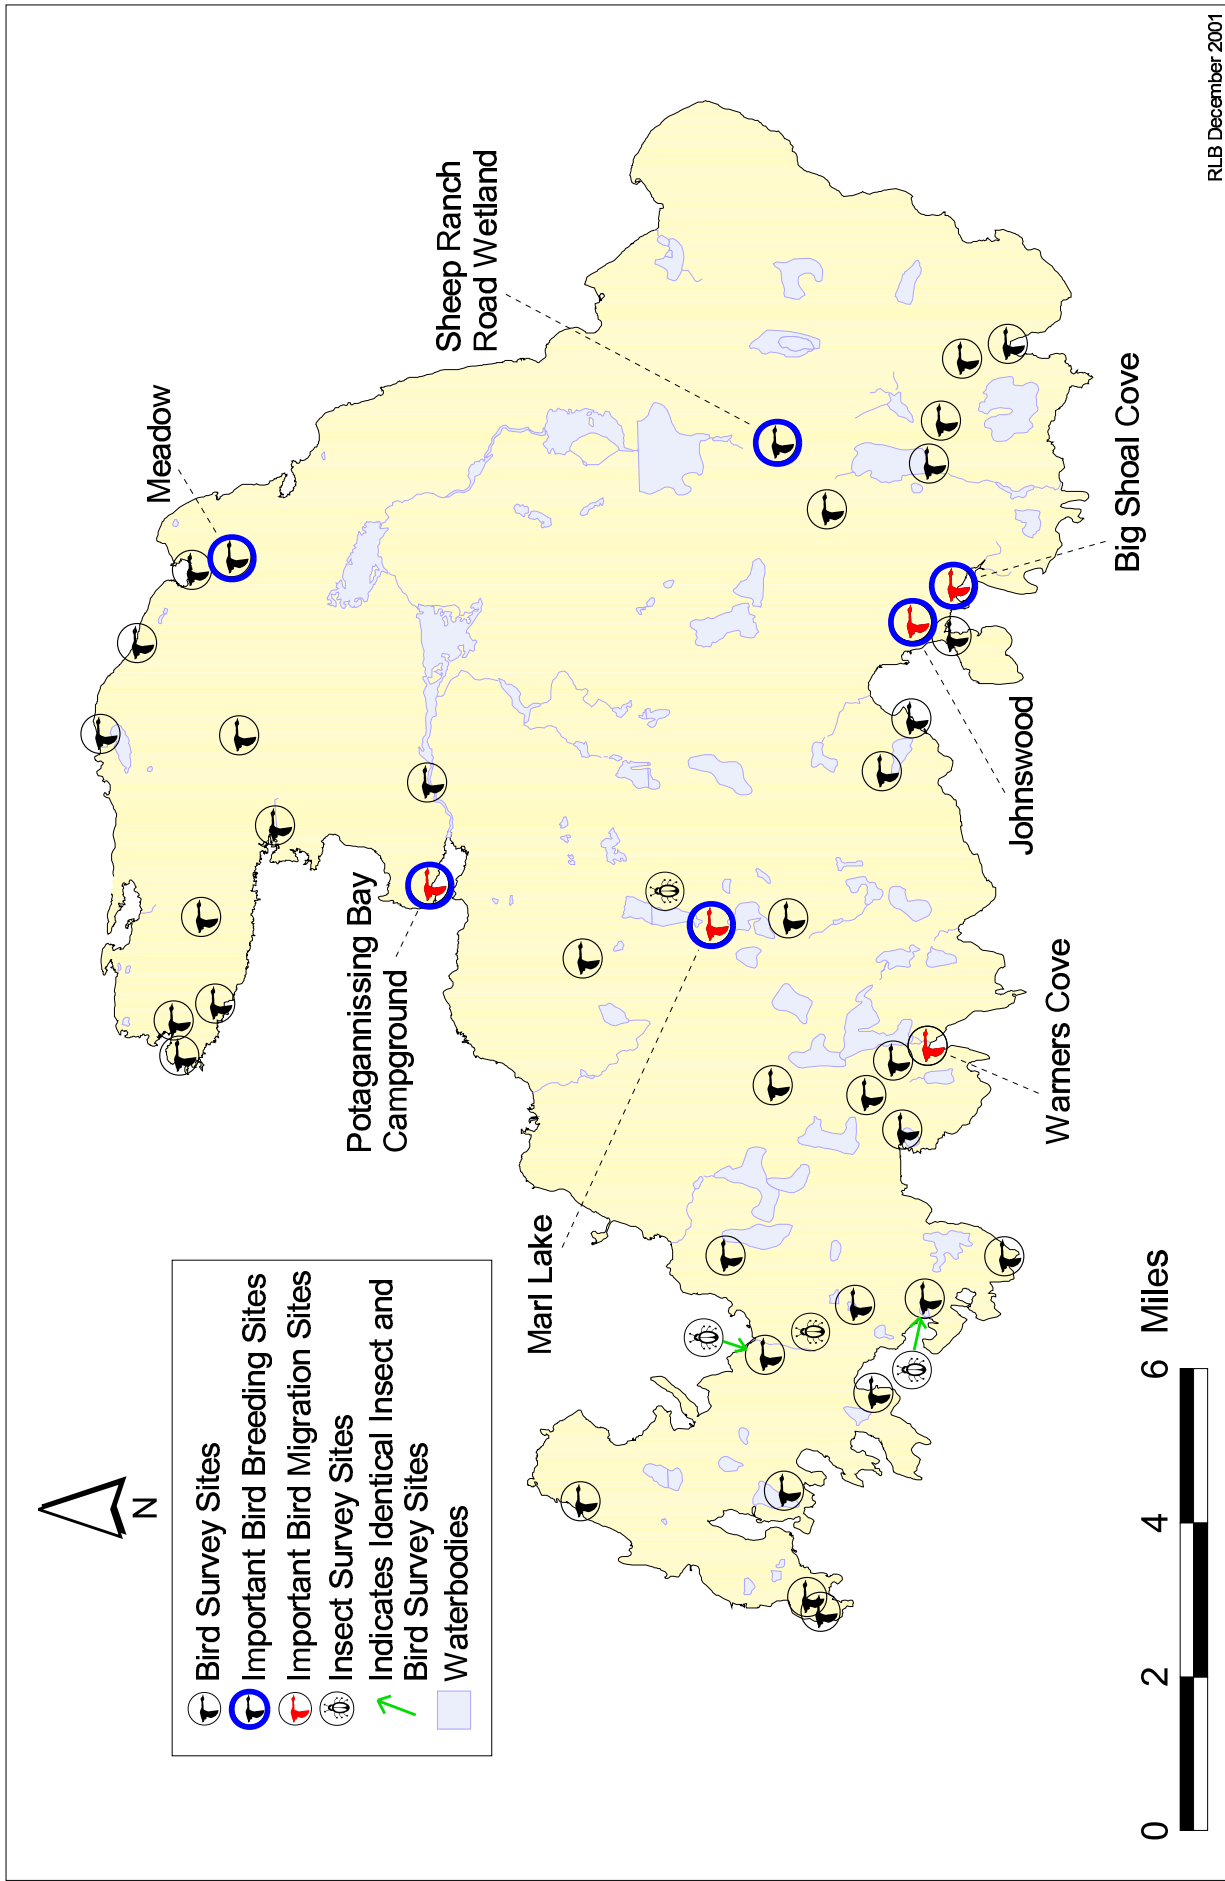 N
Bird Survey Sites
Important Bird Breeding Sites
Important Bird Migration Sites
Insect Survey Sites
Indicates Identical Insect and
Bird Survey Sites
Waterbodies
Meadow
Sheep Ranch
Road Wetland
Potagannissing Bay
Campground
Marl Lake
Big Shoal Cove
Johnswood
Warners Cove
0 2 4 6 Miles
RLB December 2001